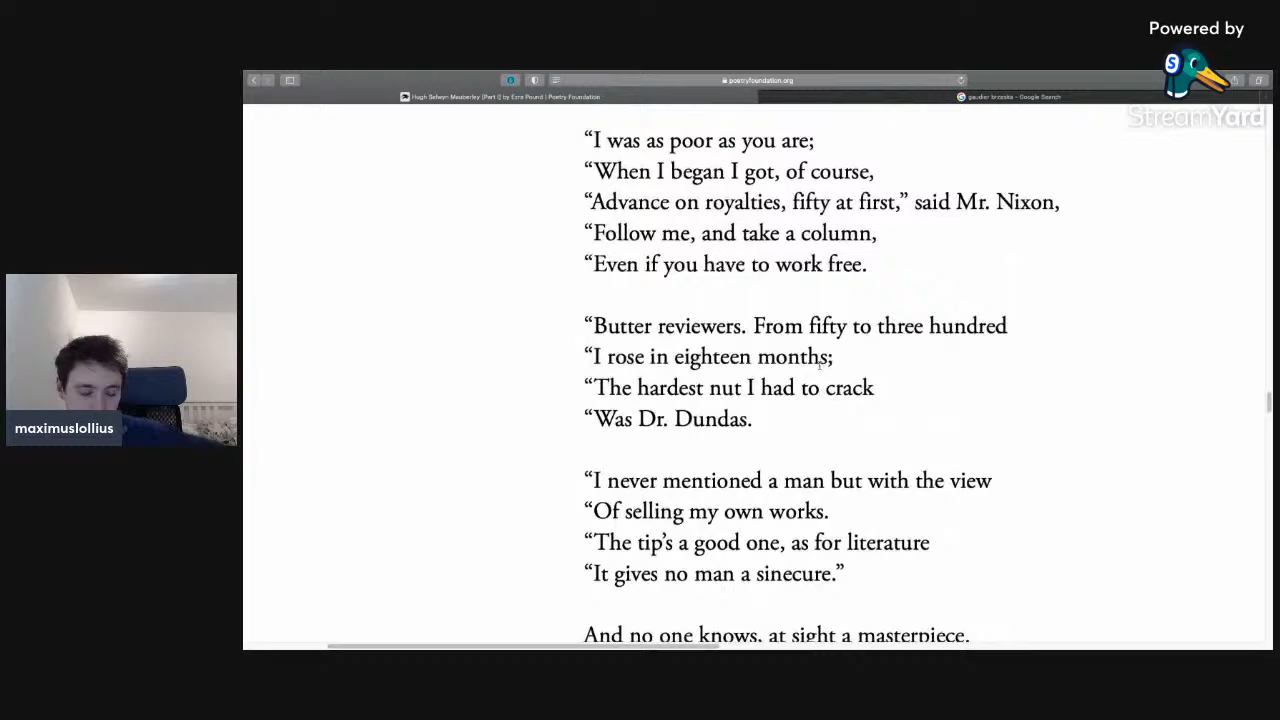 Powered by
S
StreamYard
poetryfoundation.org
Hugh Selwyn Mauberley [Part I] by Ezra Pound | Poetry Foundation
gaudier brzeska - Google Search
“I was as poor as you are;
“When I began I got, of course,
“Advance on royalties, fifty at first,” said Mr. Nixon,
“Follow me, and take a column,
“Even if you have to work free.
“Butter reviewers. From fifty to three hundred
“I rose in eighteen months;
“The hardest nut I had to crack
“Was Dr. Dundas.
“I never mentioned a man but with the view
“Of selling my own works.
“The tip’s a good one, as for literature
“It gives no man a sinecure.”
And no one knows, at sight a masterpiece.
maximuslollius